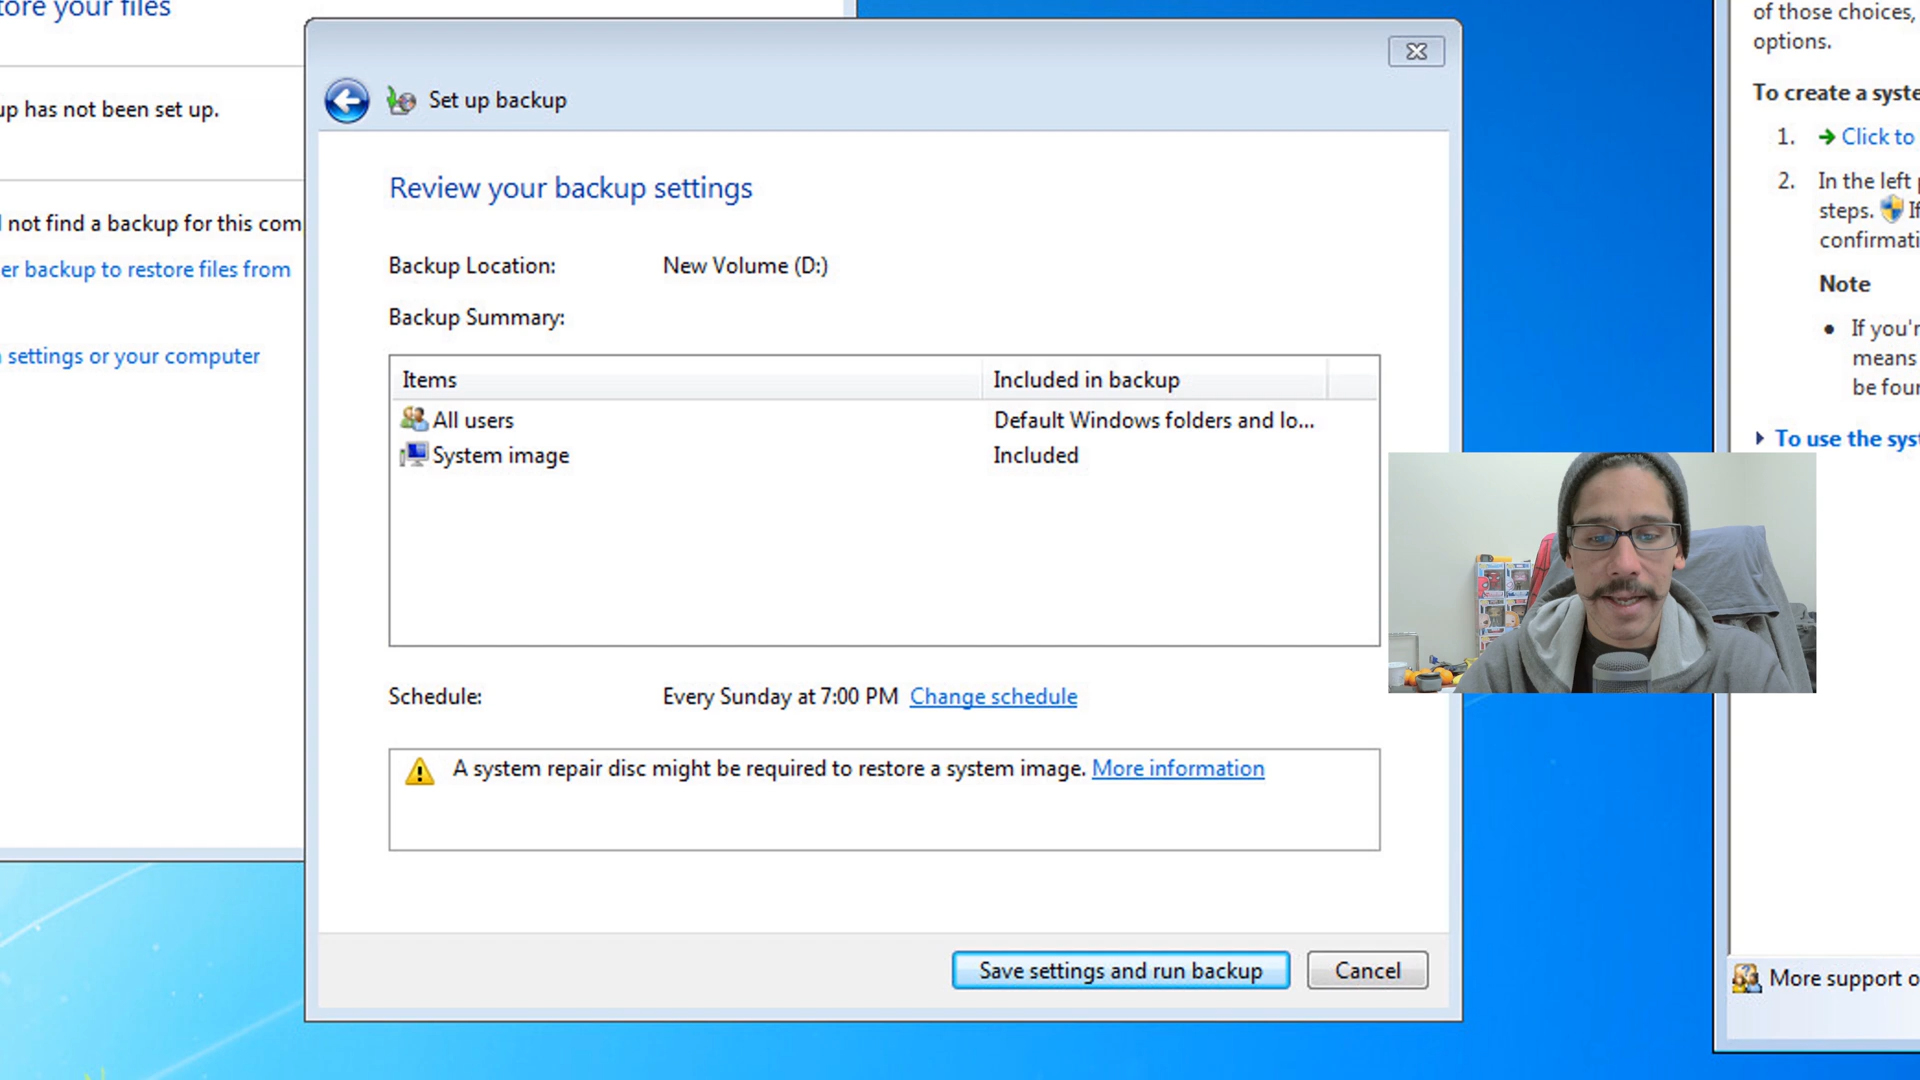 ore your files
up has not been set up.
not find a backup for this com
er backup to restore files from
settings or your computer
Set up backup
Review your backup settings
Backup Location: New Volume (D:)
Backup Summary:
Items Included in backup
All users Default Windows folders and lo...
System image Included
Schedule: Every Sunday at 7:00 PM Change schedule
A system repair disc might be required to restore a system image. More information
Save settings and run backup Cancel
of those choices,
options.
To create a syste
1. Click to
2. In the left p
steps. If
confirmati
Note
• If you'r
means
be four
To use the syst
More support o